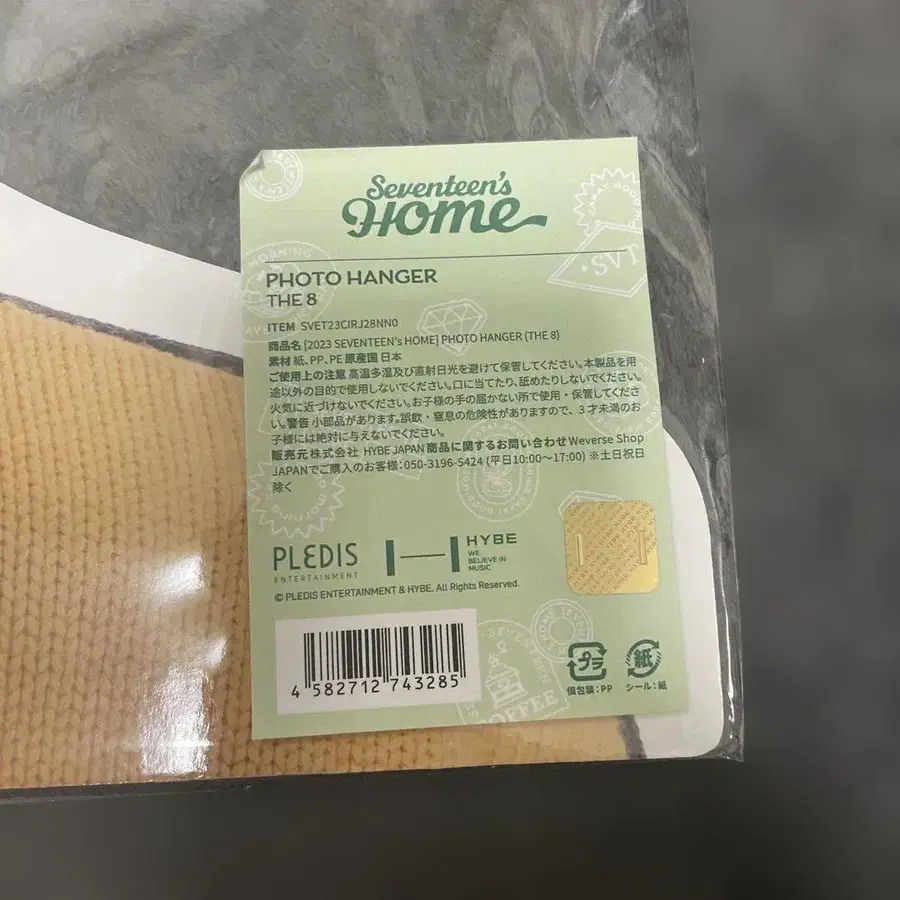 Seventeen's
Home
PHOTO HANGER
THE 8
ITEM SVET23CIRJ28NN0
商品名 [2023 SEVENTEEN's HOME] PHOTO HANGER (THE 8)
素材 紙、PP、PE 原産国 日本
ご使用上の注意 高温多湿及び直射日光を避けて保管してください。本製品を用
途以外の目的で使用しないでください。口に当てたり、舐めたりしないでください。
火気に近づけないでください。お子様の手の届かない所で使用・保管してくださ
い。警告 小部品があります。誤飲・窒息の危険性がありますので、3才未満のお
子様には絶対に与えないでください。
販売元 株式会社 HYBE JAPAN 商品に関するお問い合わせ Weverse Shop
JAPANでご購入のお客様：050-3196-5424 (平日10:00〜17:00) ※土日祝日
除く
PLEDIS
ENTERTAINMENT
HYBE
WE
BELIEVE IN
MUSIC
© PLEDIS ENTERTAINMENT & HYBE. All Rights Reserved.
4 582712 743285
プラ
個包装：PP
紙
シール：紙
SVT
SEVENTEEN
COFFEE